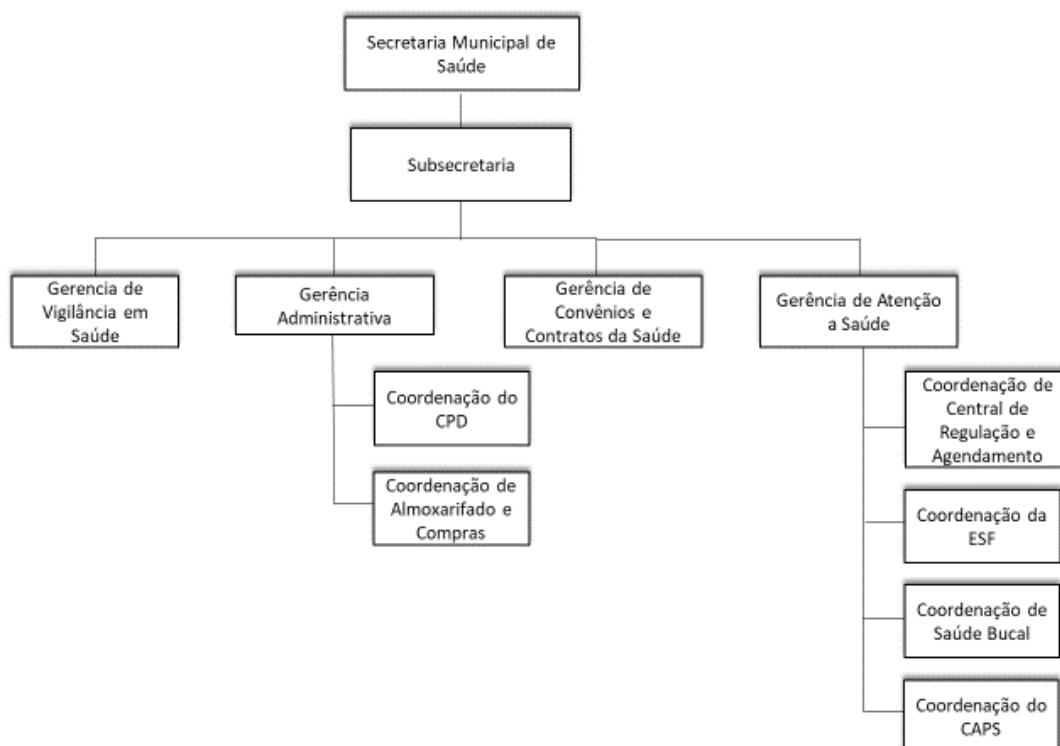 Secretaria Municipal de
Saúde
Subsecretaria
Gerencia de
Vigilância em
Saúde
Gerência
Administrativa
Gerência de
Convênios e
Contratos da Saúde
Gerência de Atenção
a Saúde
Coordenação do
CPD
Coordenação de
Almoxarifado e
Compras
Coordenação de
Central de
Regulação e
Agendamento
Coordenação da
ESF
Coordenação de
Saúde Bucal
Coordenação do
CAPS